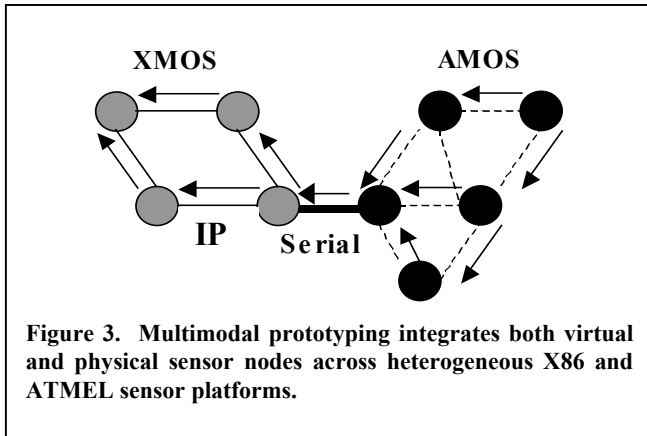 XMOS
AMOS
IP
Serial
Figure 3. Multimodal prototyping integrates both virtual
and physical sensor nodes across heterogeneous X86 and
ATMEL sensor platforms.